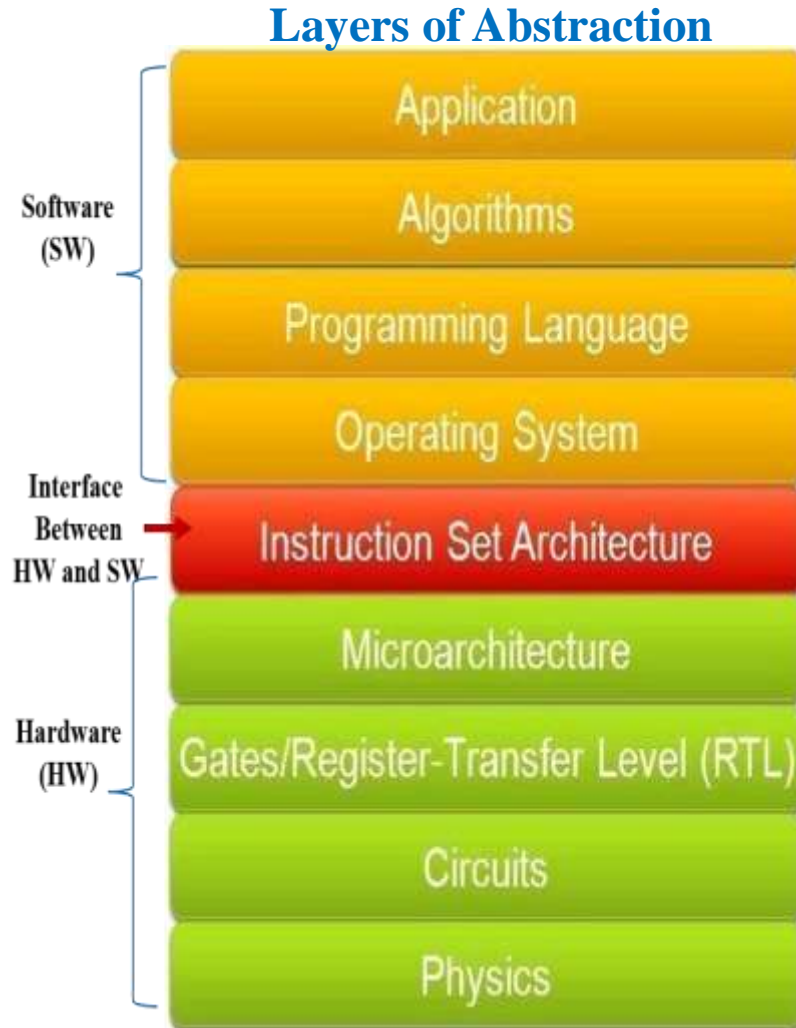 Layers of Abstraction
Application
Algorithms
Software
(SW)
Programming Language
Operating System
Interface
Between
HW and SW
Instruction Set Architecture
Microarchitecture
Hardware
(HW)
Gates/Register-Transfer Level (RTL)
Circuits
Physics